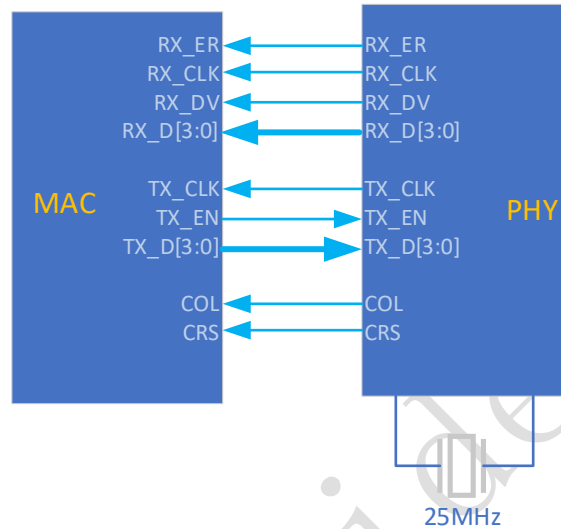 RX_ER RX_ER
RX_CLK RX_CLK
RX_DV RX_DV
RX_D[3:0] RX_D[3:0]
TX_CLK TX_CLK
MAC TX_EN TX_EN PHY
TX_D[3:0] TX_D[3:0]
COL COL
CRS CRS
25MHz